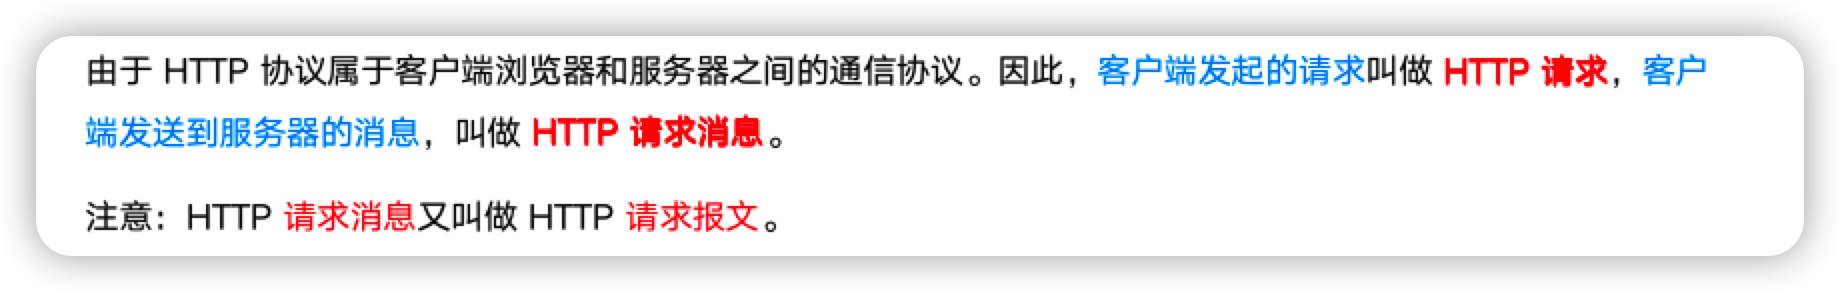 由于 HTTP 协议属于客户端浏览器和服务器之间的通信协议。因此，客户端发起的请求叫做 HTTP 请求，客户
端发送到服务器的消息，叫做 HTTP 请求消息。
注意：HTTP 请求消息又叫做 HTTP 请求报文。